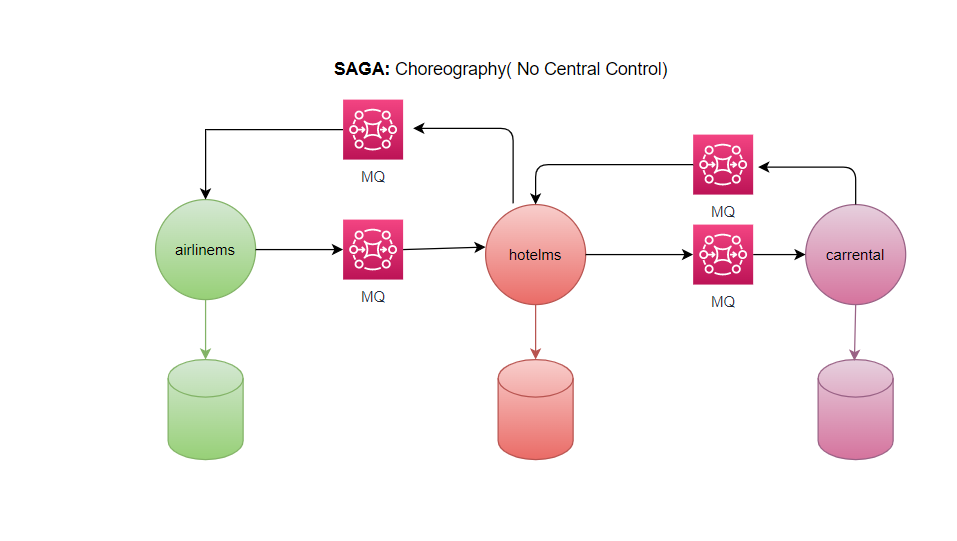 SAGA: Choreography( No Central Control)
MQ
MQ
airlinems
hotelms
carrental
MQ
MQ